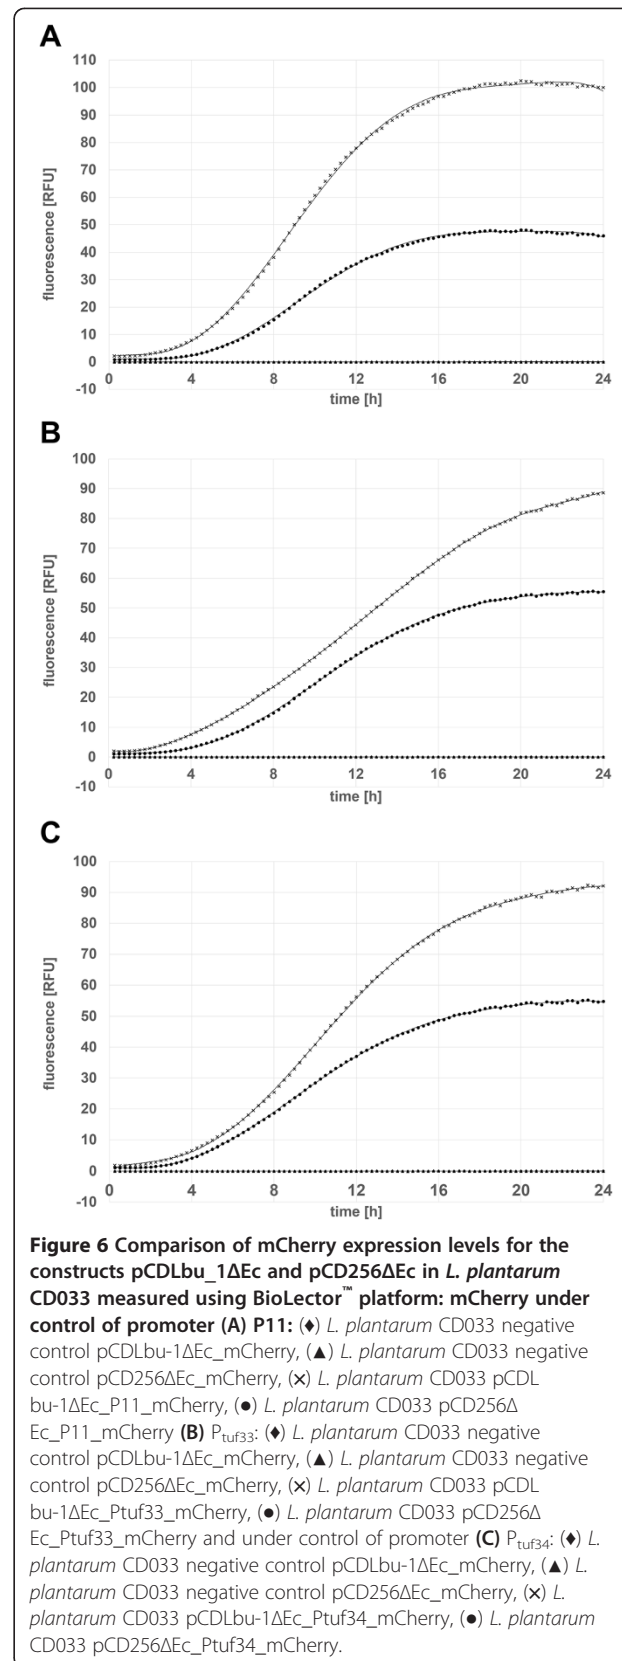 A
110
100
90
80
70
60
50
40
30
20
10
0
-10
fluorescence [RFU]
0 4 8 12 16 20 24
time [h]
B
100
90
80
70
60
50
40
30
20
10
0
-10
fluorescence [RFU]
0 4 8 12 16 20 24
time [h]
C
100
90
80
70
60
50
40
30
20
10
0
-10
fluorescence [RFU]
0 4 8 12 16 20 24
time [h]
Figure 6 Comparison of mCherry expression levels for the
constructs pCDLbu_1ΔEc and pCD256ΔEc in L. plantarum
CD033 measured using BioLector™ platform: mCherry under
control of promoter (A) P11: (♦) L. plantarum CD033 negative
control pCDLbu-1ΔEc_mCherry, (▲) L. plantarum CD033 negative
control pCD256ΔEc_mCherry, (×) L. plantarum CD033 pCDL
bu-1ΔEc_P11_mCherry, (●) L. plantarum CD033 pCD256Δ
Ec_P11_mCherry (B) Ptuf33: (♦) L. plantarum CD033 negative
control pCDLbu-1ΔEc_mCherry, (▲) L. plantarum CD033 negative
control pCD256ΔEc_mCherry, (×) L. plantarum CD033 pCDL
bu-1ΔEc_Ptuf33_mCherry, (●) L. plantarum CD033 pCD256Δ
Ec_Ptuf33_mCherry and under control of promoter (C) Ptuf34: (♦) L.
plantarum CD033 negative control pCDLbu-1ΔEc_mCherry, (▲) L.
plantarum CD033 negative control pCD256ΔEc_mCherry, (×) L.
plantarum CD033 pCDLbu-1ΔEc_Ptuf34_mCherry, (●) L. plantarum
CD033 pCD256ΔEc_Ptuf34_mCherry.